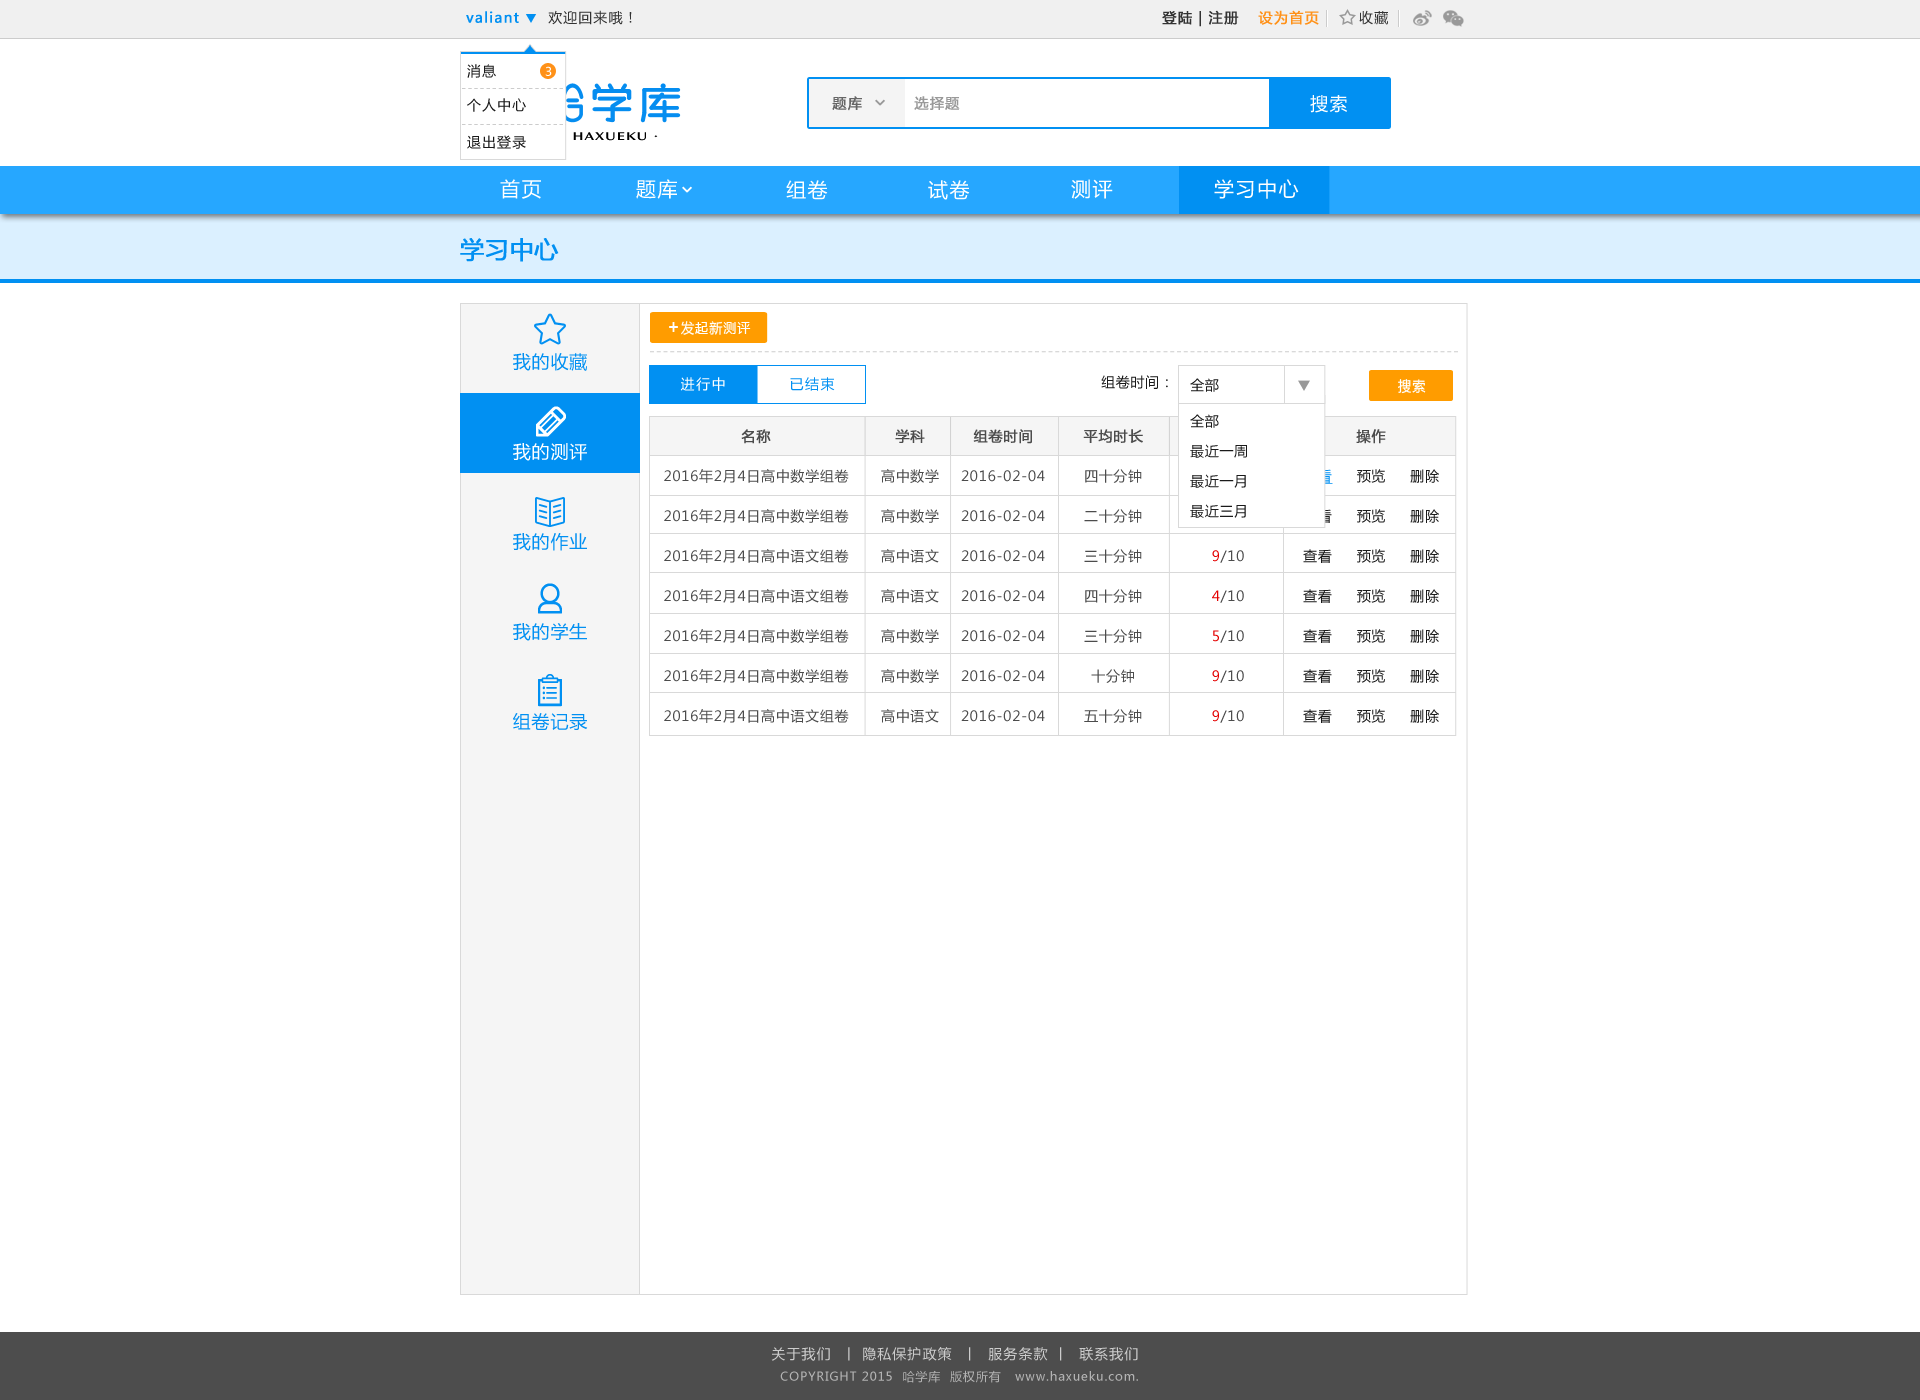 valiant ▼ 欢迎回来哦！ 登陆 | 注册 设为首页 收藏
消息 3
个人中心
退出登录
学库
HAXUEKU ·
题库 选择题 搜索
首页 题库 组卷 试卷 测评 学习中心
学习中心
我的收藏
我的测评
我的作业
我的学生
组卷记录
+发起新测评
进行中 已结束 组卷时间： 全部 ▼ 搜索
全部
最近一周
最近一月
最近三月
名称 学科 组卷时间 平均时长 操作
2016年2月4日高中数学组卷 高中数学 2016-02-04 四十分钟 预览 删除
2016年2月4日高中数学组卷 高中数学 2016-02-04 二十分钟 预览 删除
2016年2月4日高中语文组卷 高中语文 2016-02-04 三十分钟 9/10 查看 预览 删除
2016年2月4日高中语文组卷 高中语文 2016-02-04 四十分钟 4/10 查看 预览 删除
2016年2月4日高中数学组卷 高中数学 2016-02-04 三十分钟 5/10 查看 预览 删除
2016年2月4日高中数学组卷 高中数学 2016-02-04 十分钟 9/10 查看 预览 删除
2016年2月4日高中语文组卷 高中语文 2016-02-04 五十分钟 9/10 查看 预览 删除
关于我们 | 隐私保护政策 | 服务条款 | 联系我们
COPYRIGHT 2015 哈学库 版权所有 www.haxueku.com.